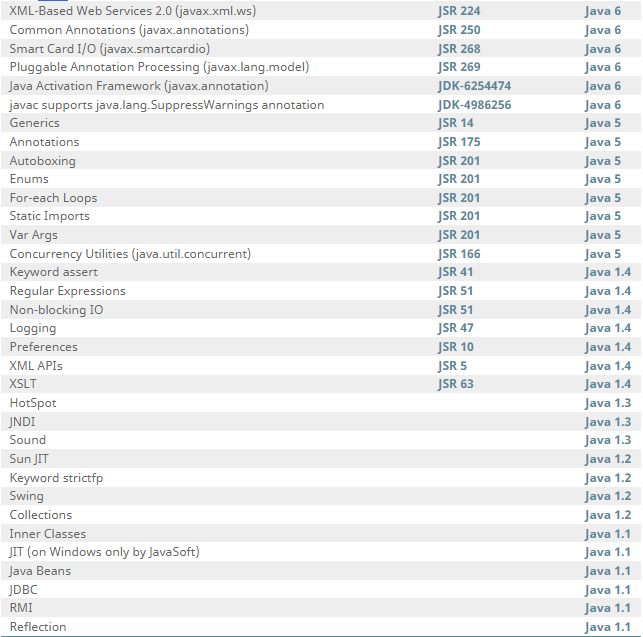 XML-Based Web Services 2.0 (javax.xml.ws) JSR 224 Java 6
Common Annotations (javax.annotations) JSR 250 Java 6
Smart Card I/O (javax.smartcardio) JSR 268 Java 6
Pluggable Annotation Processing (javax.lang.model) JSR 269 Java 6
Java Activation Framework (javax.annotation) JDK-6254474 Java 6
javac supports java.lang.SuppressWarnings annotation JDK-4986256 Java 6
Generics JSR 14 Java 5
Annotations JSR 175 Java 5
Autoboxing JSR 201 Java 5
Enums JSR 201 Java 5
For-each Loops JSR 201 Java 5
Static Imports JSR 201 Java 5
Var Args JSR 201 Java 5
Concurrency Utilities (java.util.concurrent) JSR 166 Java 5
Keyword assert JSR 41 Java 1.4
Regular Expressions JSR 51 Java 1.4
Non-blocking IO JSR 51 Java 1.4
Logging JSR 47 Java 1.4
Preferences JSR 10 Java 1.4
XML APIs JSR 5 Java 1.4
XSLT JSR 63 Java 1.4
HotSpot Java 1.3
JNDI Java 1.3
Sound Java 1.3
Sun JIT Java 1.2
Keyword strictfp Java 1.2
Swing Java 1.2
Collections Java 1.2
Inner Classes Java 1.1
JIT (on Windows only by JavaSoft) Java 1.1
Java Beans Java 1.1
JDBC Java 1.1
RMI Java 1.1
Reflection Java 1.1